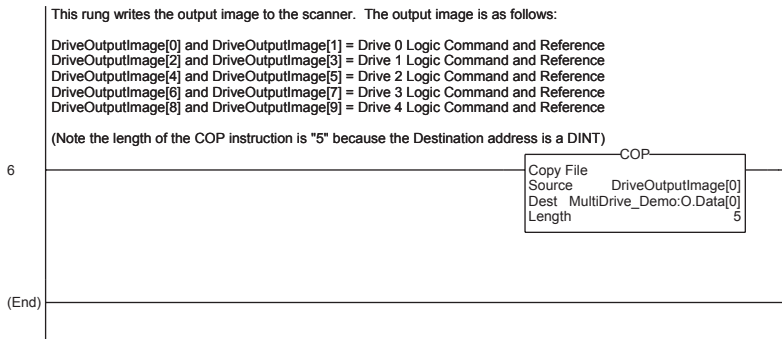 This rung writes the output image to the scanner.  The output image is as follows:
DriveOutputImage[0] and DriveOutputImage[1] = Drive 0 Logic Command and Reference
DriveOutputImage[2] and DriveOutputImage[3] = Drive 1 Logic Command and Reference
DriveOutputImage[4] and DriveOutputImage[5] = Drive 2 Logic Command and Reference
DriveOutputImage[6] and DriveOutputImage[7] = Drive 3 Logic Command and Reference
DriveOutputImage[8] and DriveOutputImage[9] = Drive 4 Logic Command and Reference
(Note the length of the COP instruction is "5" because the Destination address is a DINT)
COP
6
Copy File
Source DriveOutputImage[0]
Dest MultiDrive_Demo:O.Data[0]
Length 5
(End)